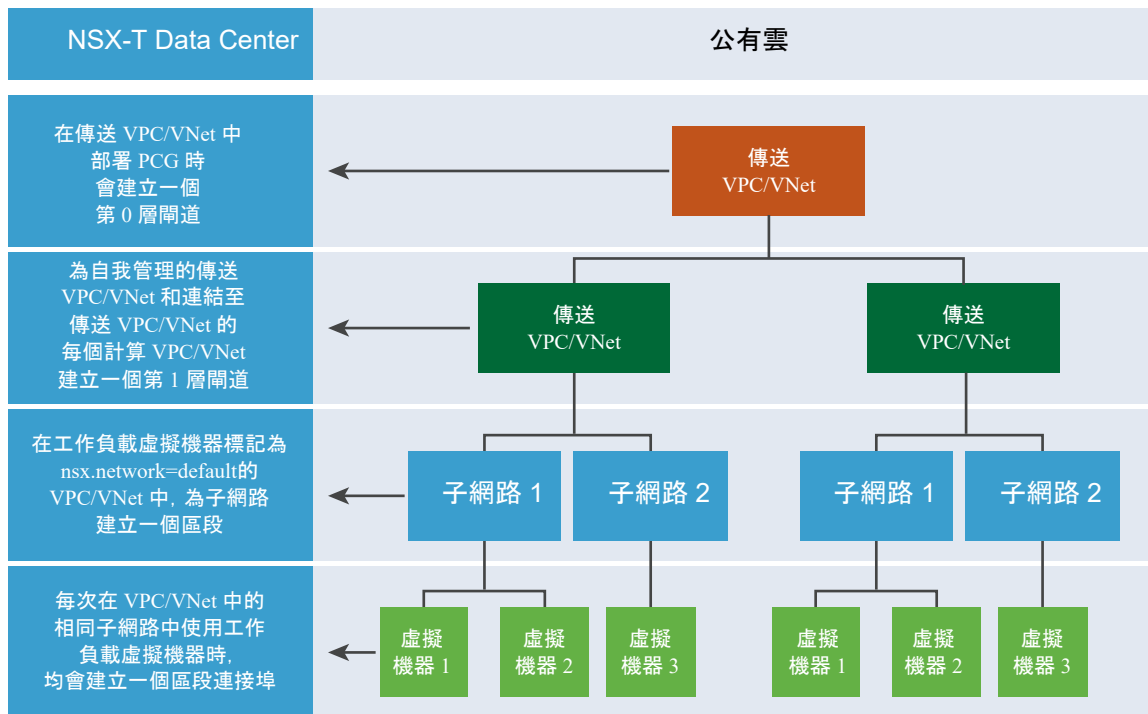 NSX-T Data Center
公有雲
在傳送 VPC/VNet 中
部署 PCG 時
會建立一個
第 0 層閘道
傳送
VPC/VNet
為自我管理的傳送
VPC/VNet 和連結至
傳送 VPC/VNet 的
每個計算 VPC/VNet
建立一個第 1 層閘道
傳送
VPC/VNet
傳送
VPC/VNet
在工作負載虛擬機器標記為
nsx.network=default的
VPC/VNet 中, 為子網路
建立一個區段
子網路 1
子網路 2
子網路 1
子網路 2
每次在 VPC/VNet 中的
相同子網路中使用工作
負載虛擬機器時,
均會建立一個區段連接埠
虛擬
機器 1
虛擬
機器 2
虛擬
機器 3
虛擬
機器 1
虛擬
機器 2
虛擬
機器 3